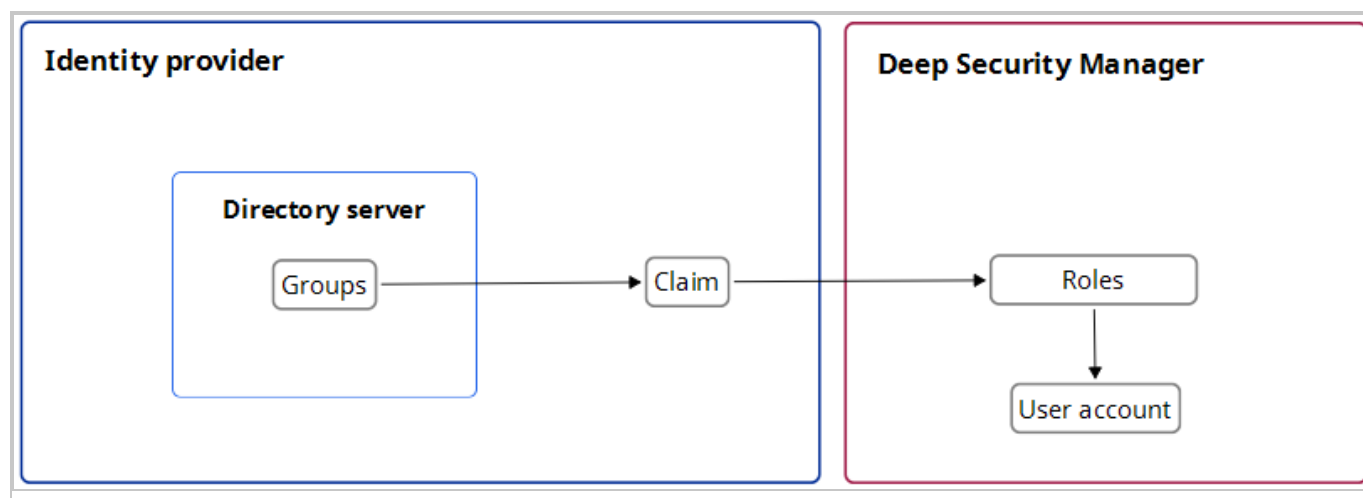 Identity provider
Deep Security Manager
Directory server
Groups
Claim
Roles
User account